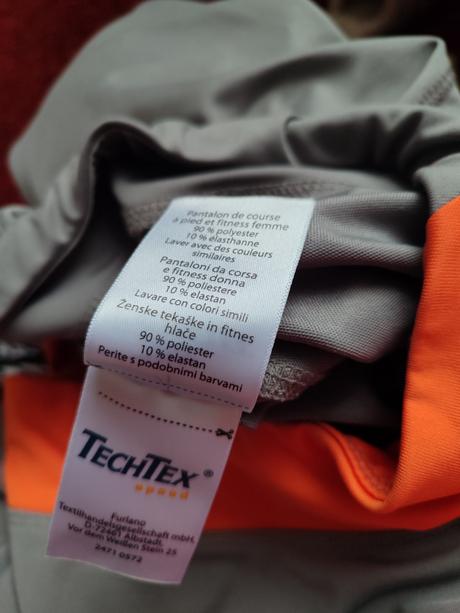 Pantalon de course
à pied et fitness femme
90 % polyester
10 % élasthanne
Laver avec des couleurs
similaires
Pantaloni da corsa
e fitness donna
90 % poliestere
10 % elastan
Lavare con colori simili
Ženske tekaške in fitnes
hlače
90 % poliester
10 % elastan
Perite s podobnimi barvami
TECHTEX®
speed
Furlano
Textilhandelsgesellschaft mbH
D-72461 Albstadt,
Vor dem Weißen Stein 25
2471 0572